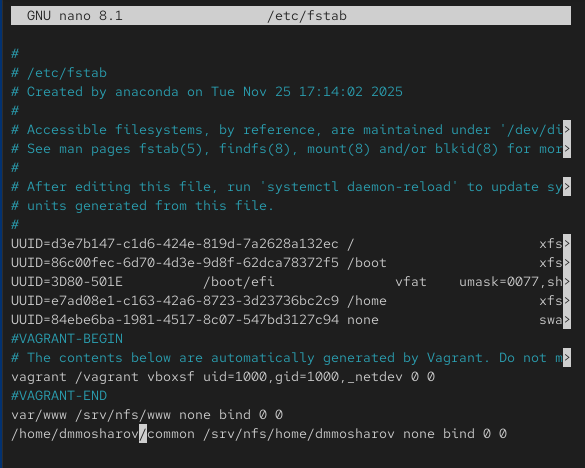 GNU nano 8.1 /etc/fstab
#
# /etc/fstab
# Created by anaconda on Tue Nov 25 17:14:02 2025
#
# Accessible filesystems, by reference, are maintained under '/dev/di>
# See man pages fstab(5), findfs(8), mount(8) and/or blkid(8) for mor>
#
# After editing this file, run 'systemctl daemon-reload' to update sy>
# units generated from this file.
#
UUID=d3e7b147-c1d6-424e-819d-7a2628a132ec / xfs>
UUID=86c00fec-6d70-4d3e-9d8f-62dca78372f5 /boot xfs>
UUID=3D80-501E /boot/efi vfat umask=0077,sh>
UUID=e7ad08e1-c163-42a6-8723-3d23736bc2c9 /home xfs>
UUID=84ebe6ba-1981-4517-8c07-547bd3127c94 none swa>
#VAGRANT-BEGIN
# The contents below are automatically generated by Vagrant. Do not m>
vagrant /vagrant vboxsf uid=1000,gid=1000,_netdev 0 0
#VAGRANT-END
var/www /srv/nfs/www none bind 0 0
/home/dmmosharov/common /srv/nfs/home/dmmosharov none bind 0 0